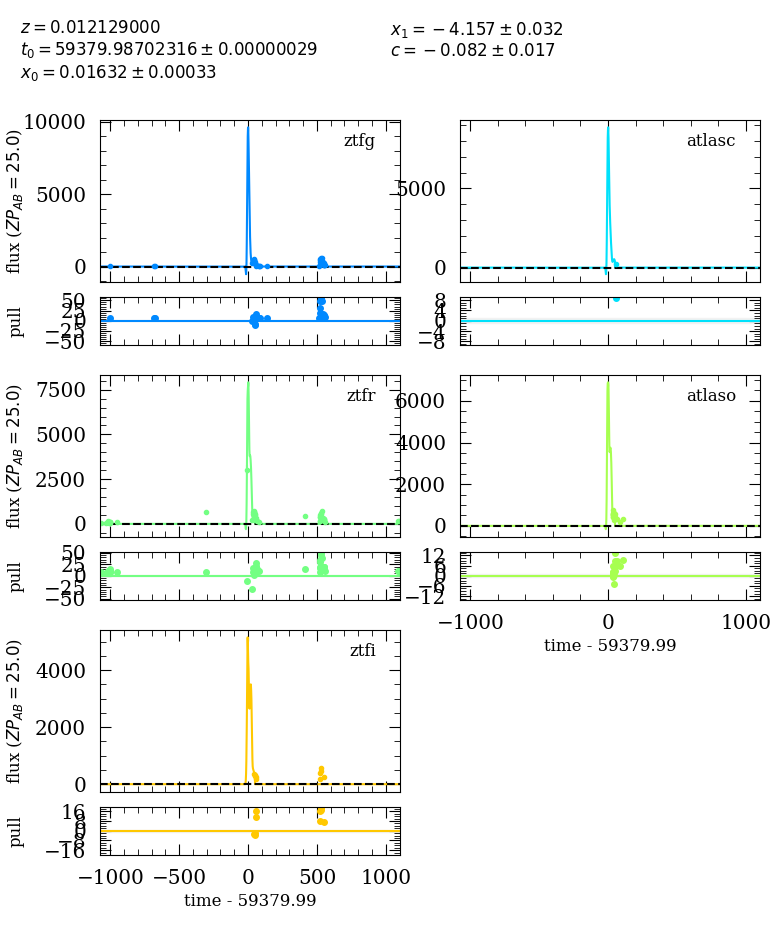 z = 0.012129000
t0 = 59379.98702316 ± 0.00000029
x0 = 0.01632 ± 0.00033
x1 = −4.157 ± 0.032
c = −0.082 ± 0.017
10000
5000
0
flux (ZP_AB = 25.0)
ztfg
5000
0
atlasc
50
25
0
−25
−50
pull
8
4
0
−4
−8
7500
5000
2500
0
flux (ZP_AB = 25.0)
ztfr
6000
4000
2000
0
atlaso
50
25
0
−25
−50
pull
12
6
0
−6
−12
−1000 0 1000
time - 59379.99
4000
2000
0
flux (ZP_AB = 25.0)
ztfi
16
8
0
−8
−16
pull
−1000 −500 0 500 1000
time - 59379.99